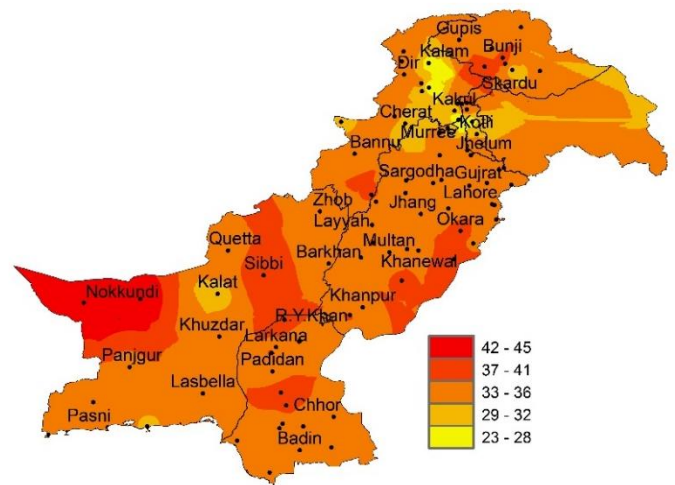 Gupis
Kalam
Bunji
Dir
Skardu
Kakul
Cherat
Murree
Bannu
Jhelum
Sargodha
Gujrat
Zhob
Jhang
Lahore
Layyah
Okara
Quetta
Multan
Barkhan
Sibbi
Khanewal
Nokkundi
Kalat
Khanpur
R.Y.Khan
Khuzdar
Larkana
Panjgur
Padidan
Lasbella
Pasni
Chhor
Badin
42 - 45
37 - 41
33 - 36
29 - 32
23 - 28